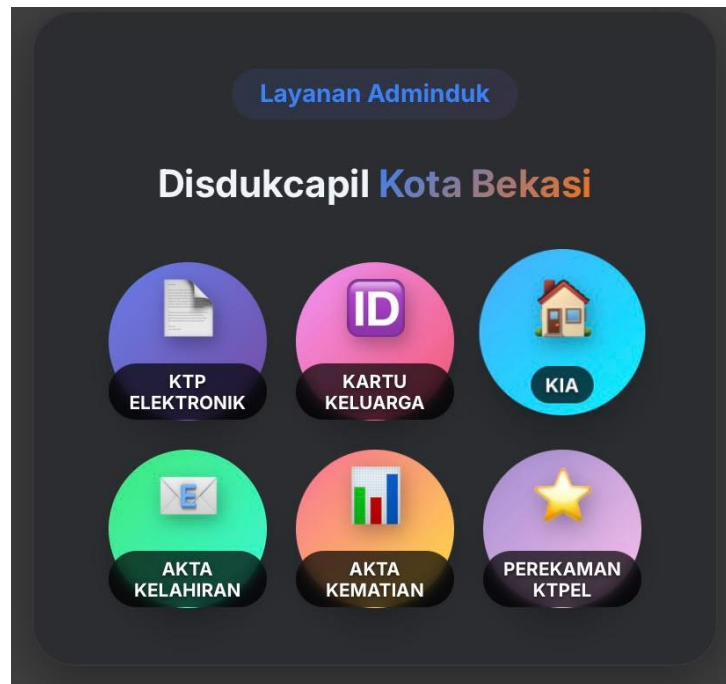 Layanan Adminduk
Disdukcapil Kota Bekasi
ID
KTP
ELEKTRONIK
KARTU
KELUARGA
KIA
E
AKTA
KELAHIRAN
AKTA
KEMATIAN
PEREKAMAN
KTPEL